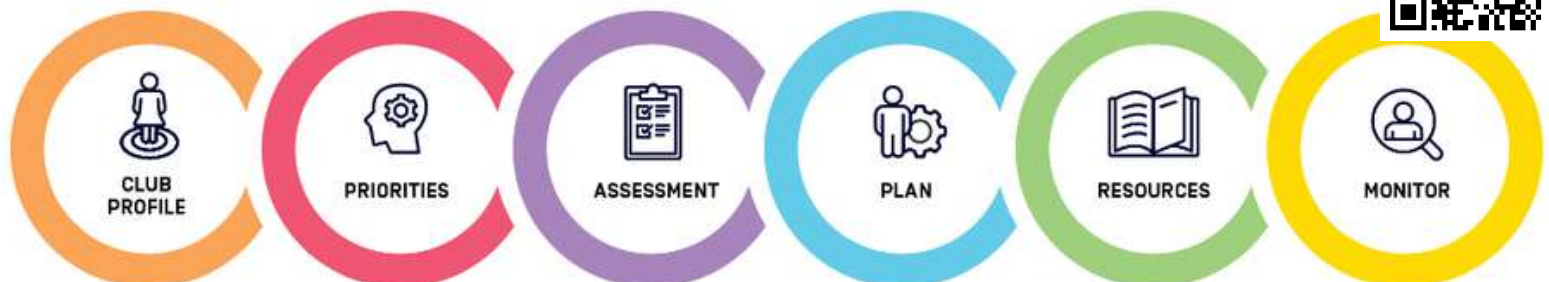 CLUB
PROFILE
PRIORITIES
ASSESSMENT
PLAN
RESOURCES
MONITOR